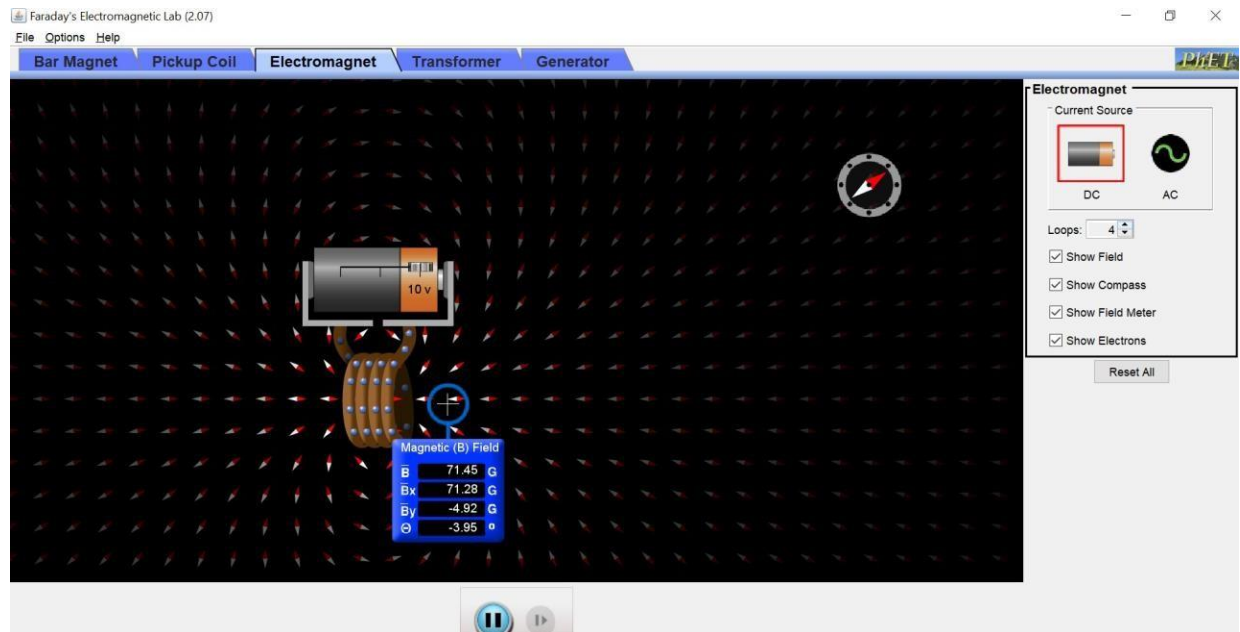 Faraday's Electromagnetic Lab (2.07)
File Options Help
Bar Magnet Pickup Coil Electromagnet Transformer Generator
PhET
Electromagnet
Current Source
DC AC
Loops: 4
Show Field
Show Compass
Show Field Meter
Show Electrons
Reset All
10 v
Magnetic (B) Field
B 71.45 G
Bx 71.28 G
By -4.92 G
Θ -3.95 º